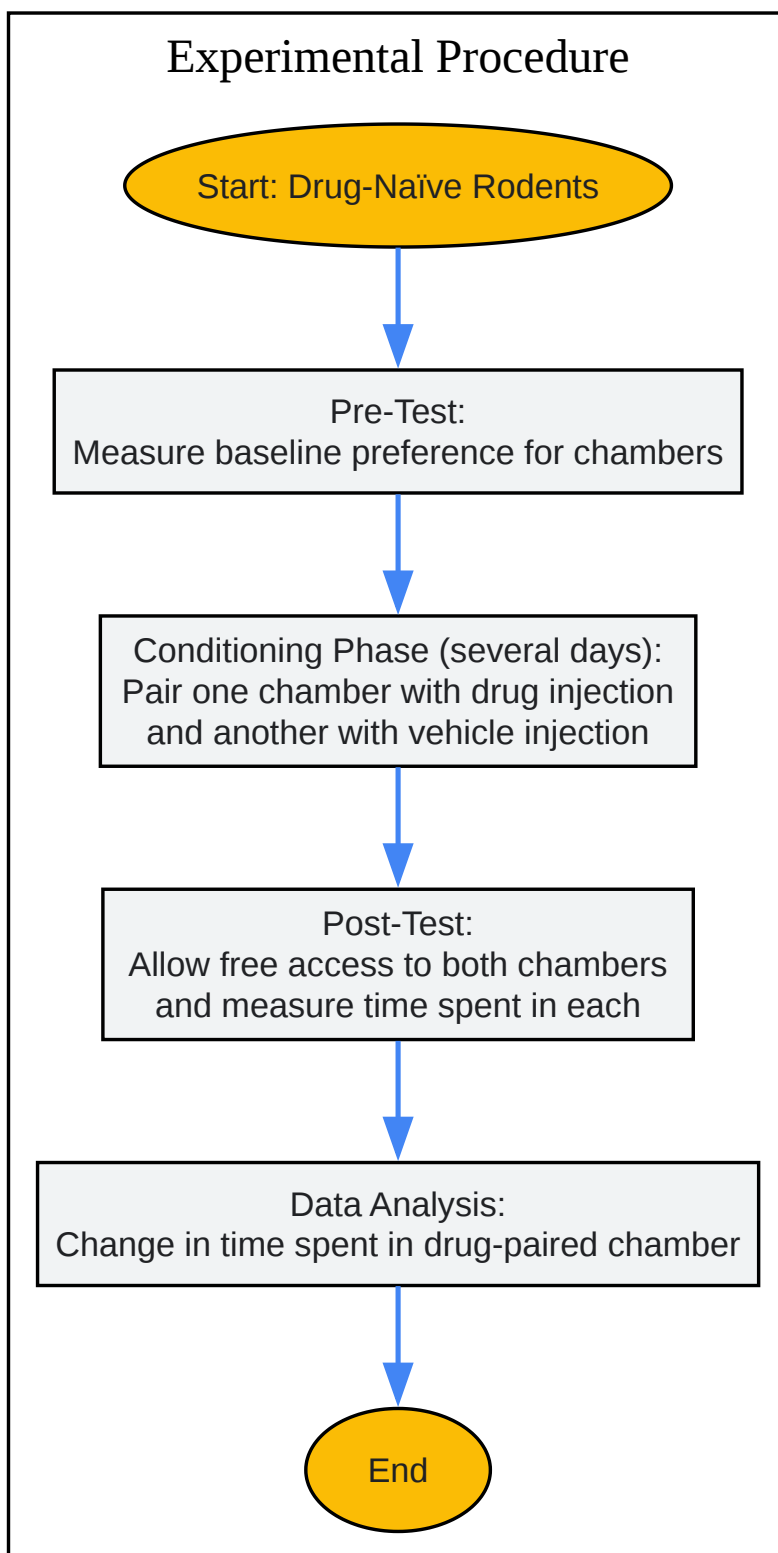 Experimental Procedure
Start: Drug-Naïve Rodents
Pre-Test:
Measure baseline preference for chambers
Conditioning Phase (several days):
Pair one chamber with drug injection
and another with vehicle injection
Post-Test:
Allow free access to both chambers
and measure time spent in each
Data Analysis:
Change in time spent in drug-paired chamber
End